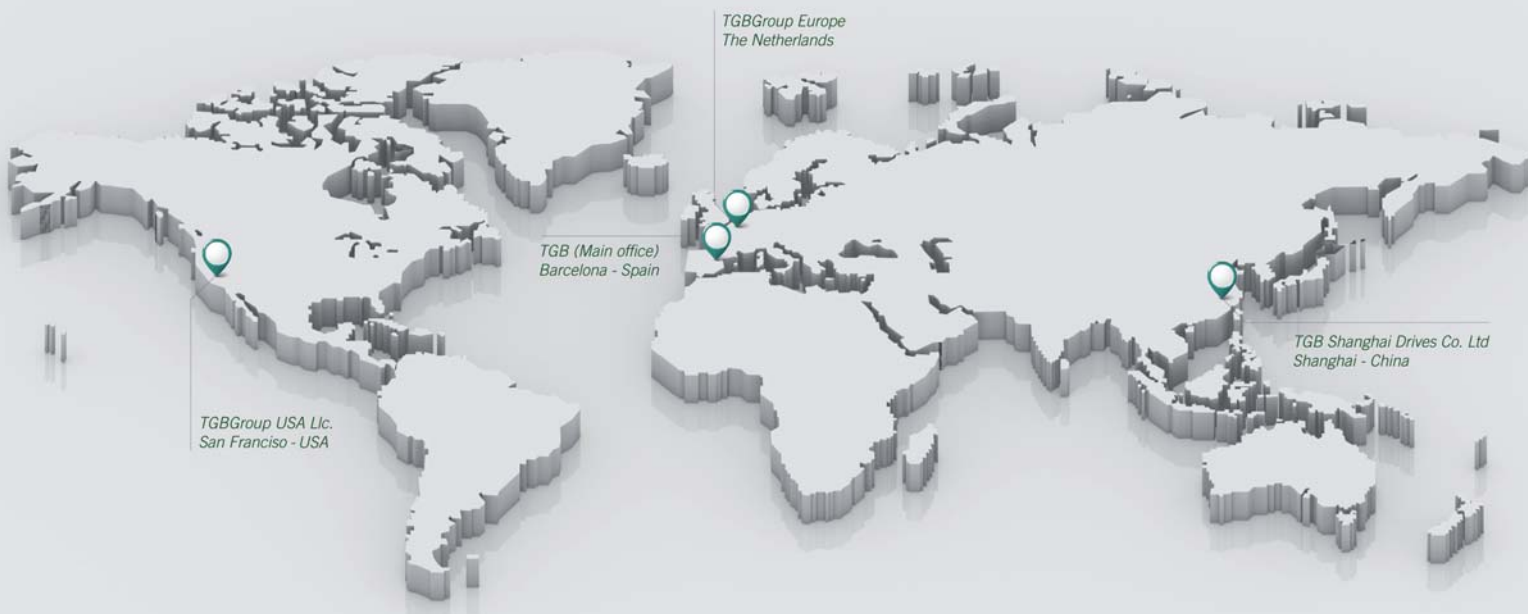 TGBGroup Europe
The Netherlands
TGB (Main office)
Barcelona - Spain
TGB Shanghai Drives Co. Ltd
Shanghai - China
TGBGroup USA Llc.
San Franciso - USA